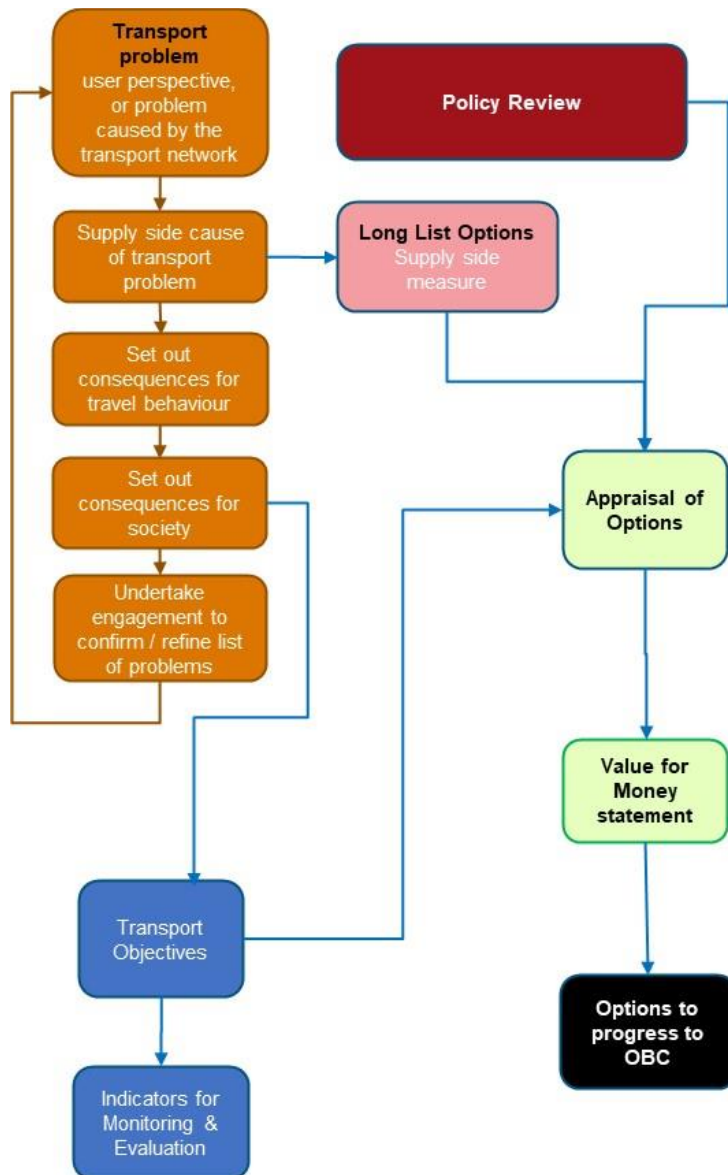 Transport
problem
user perspective,
or problem
caused by the
transport network
Policy Review
Supply side cause
of transport
problem
Long List Options
Supply side
measure
Set out
consequences for
travel behaviour
Set out
consequences for
society
Appraisal of
Options
Undertake
engagement to
confirm / refine list
of problems
Value for
Money
statement
Transport
Objectives
Options to
progress to
OBC
Indicators for
Monitoring &
Evaluation